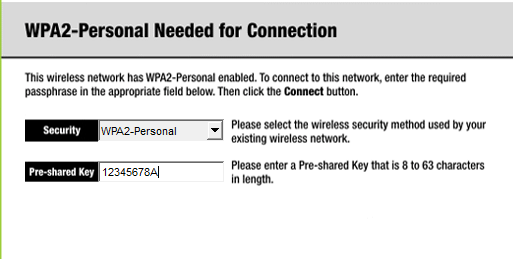 WPA2-Personal Needed for Connection
This wireless network has WPA2-Personal enabled. To connect to this network, enter the required
passphrase in the appropriate field below. Then click the Connect button.
Security WPA2-Personal Please select the wireless security method used by your
existing wireless network.
Pre-shared Key 12345678A Please enter a Pre-shared Key that is 8 to 63 characters
in length.